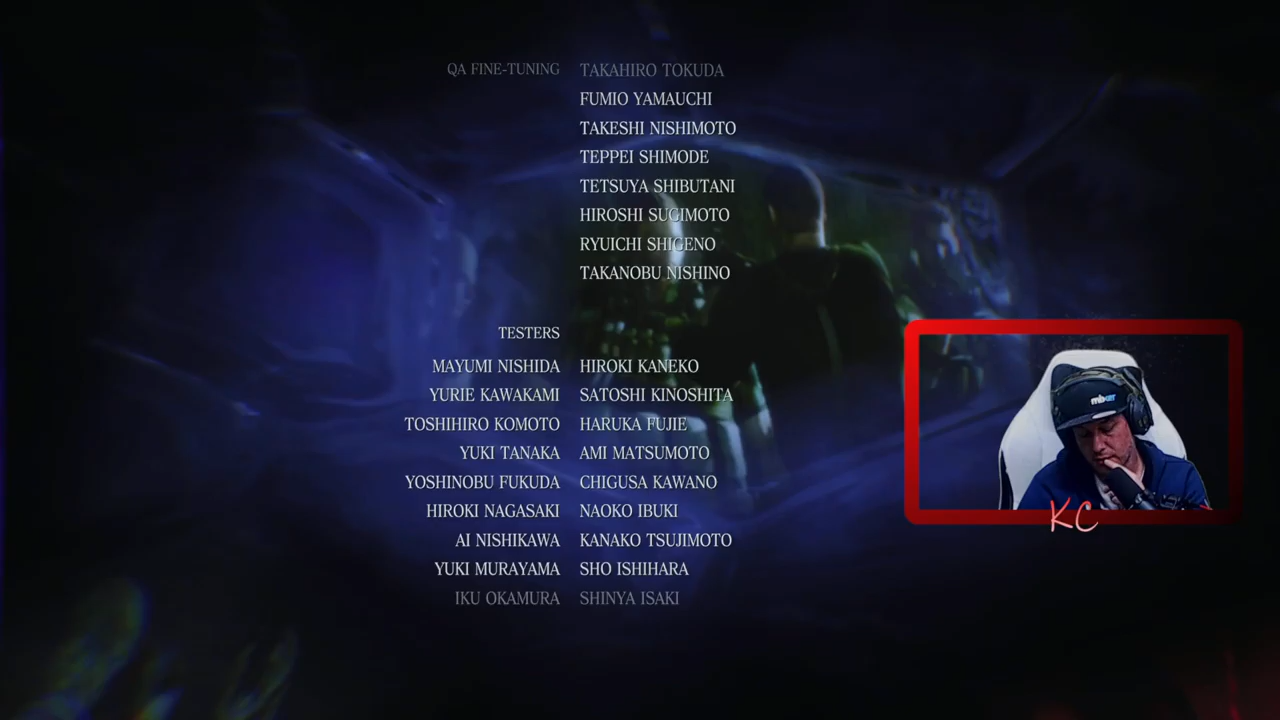 QA FINE-TUNING TAKAHIRO TOKUDA
FUMIO YAMAUCHI
TAKESHI NISHIMOTO
TEPPEI SHIMODE
TETSUYA SHIBUTANI
HIROSHI SUGIMOTO
RYUICHI SHIGENO
TAKANOBU NISHINO
TESTERS
MAYUMI NISHIDA HIROKI KANEKO
YURIE KAWAKAMI SATOSHI KINOSHITA
TOSHIHIRO KOMOTO HARUKA FUJIE
YUKI TANAKA AMI MATSUMOTO
YOSHINOBU FUKUDA CHIGUSA KAWANO
HIROKI NAGASAKI NAOKO IBUKI
AI NISHIKAWA KANAKO TSUJIMOTO
YUKI MURAYAMA SHO ISHIHARA
IKU OKAMURA SHINYA ISAKI
mixer
KC